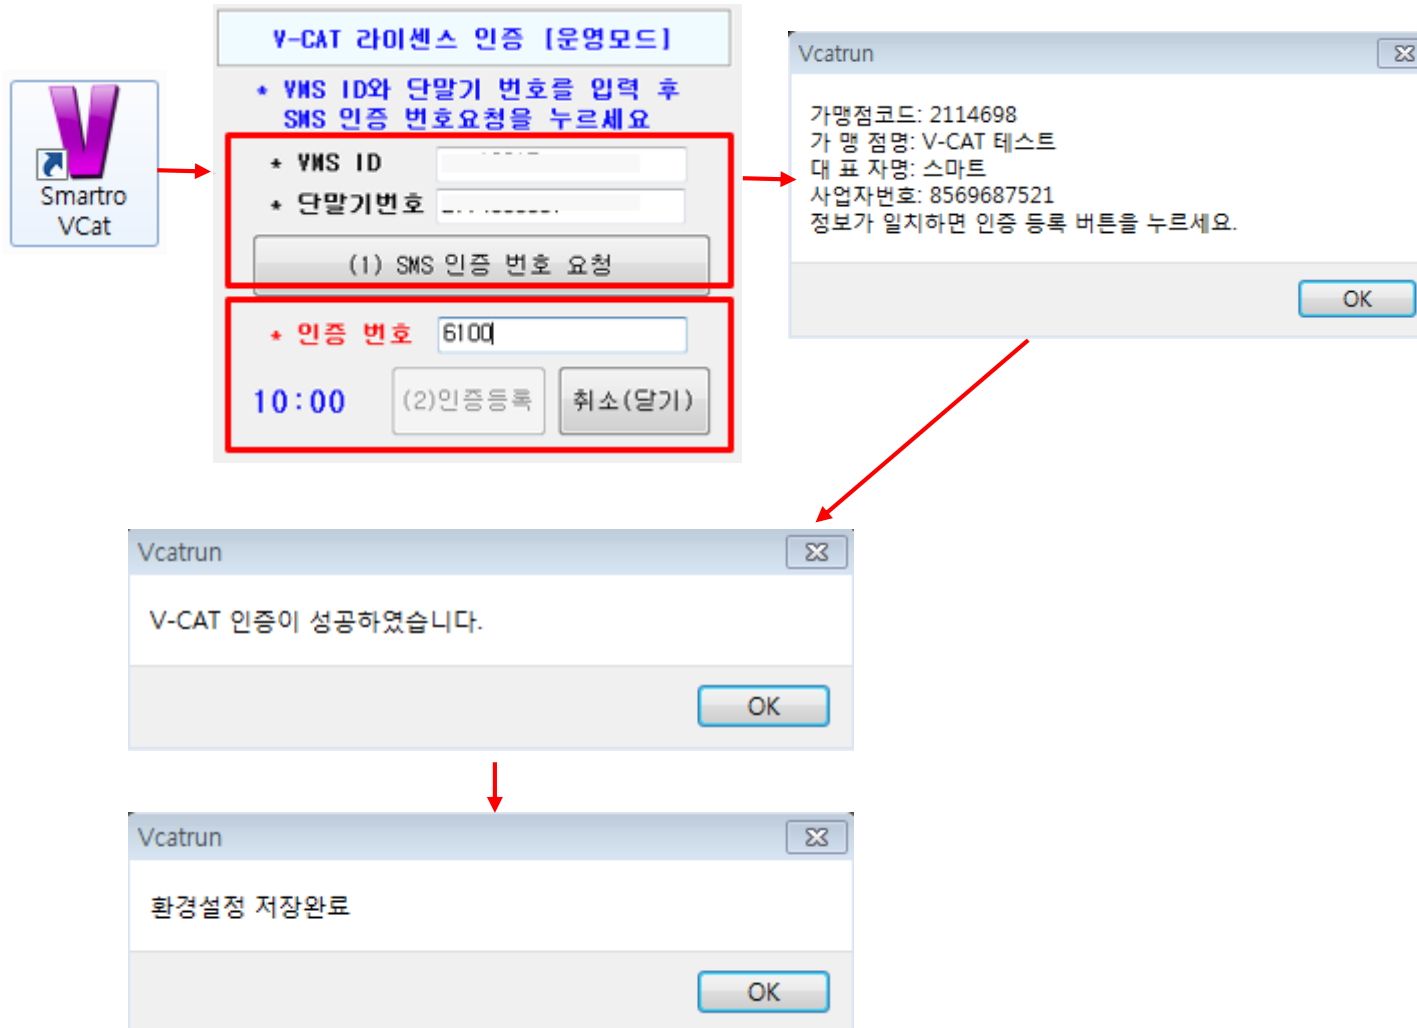 Smartro
VCat
V-CAT 라이센스 인증 [운영모드]
* VMS ID와 단말기 번호를 입력 후
SMS 인증 번호요청을 누르세요
* VMS ID
* 단말기번호
(1) SMS 인증 번호 요청
* 인증 번호 6100
10:00 (2)인증등록 취소(닫기)
Vcatrun
가맹점코드: 2114698
가 맹 점명: V-CAT 테스트
대 표 자명: 스마트
사업자번호: 8569687521
정보가 일치하면 인증 등록 버튼을 누르세요.
OK
Vcatrun
V-CAT 인증이 성공하였습니다.
OK
Vcatrun
환경설정 저장완료
OK